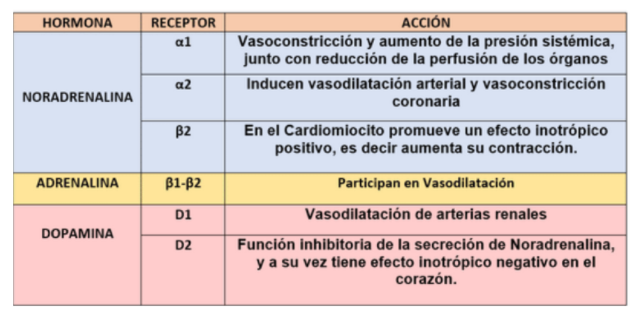 HORMONA RECEPTOR ACCIÓN
NORADRENALINA
α1
Vasoconstricción y aumento de la presión sistémica,
junto con reducción de la perfusión de los órganos
α2
Inducen vasodilatación arterial y vasoconstricción
coronaria
β2
En el Cardiomiocito promueve un efecto inotrópico
positivo, es decir aumenta su contracción.
ADRENALINA β1-β2 Participan en Vasodilatación
DOPAMINA
D1 Vasodilatación de arterias renales
D2
Función inhibitoria de la secreción de Noradrenalina,
y a su vez tiene efecto inotrópico negativo en el
corazón.